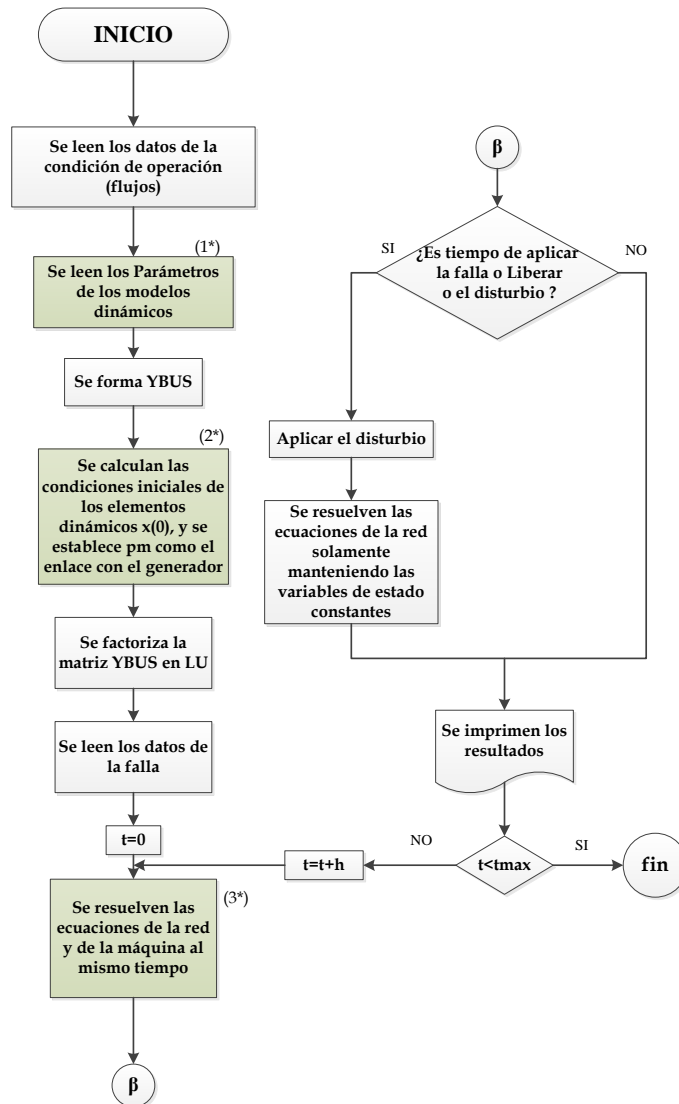 INICIO
Se leen los datos de la
condición de operación
(flujos)
(1*)
Se leen los Parámetros
de los modelos
dinámicos
Se forma YBUS
(2*)
Se calculan las
condiciones iniciales de
los elementos
dinámicos x(0), y se
establece pm como el
enlace con el generador
Se factoriza la
matriz YBUS en LU
Se leen los datos de
la falla
t=0
(3*)
Se resuelven las
ecuaciones de la red
y de la máquina al
mismo tiempo
β
β
SI
¿Es tiempo de aplicar
la falla o Liberar
o el disturbio ?
NO
Aplicar el disturbio
Se resuelven las
ecuaciones de la red
solamente
manteniendo las
variables de estado
constantes
Se imprimen los
resultados
t<tmax
NO
t=t+h
SI
fin